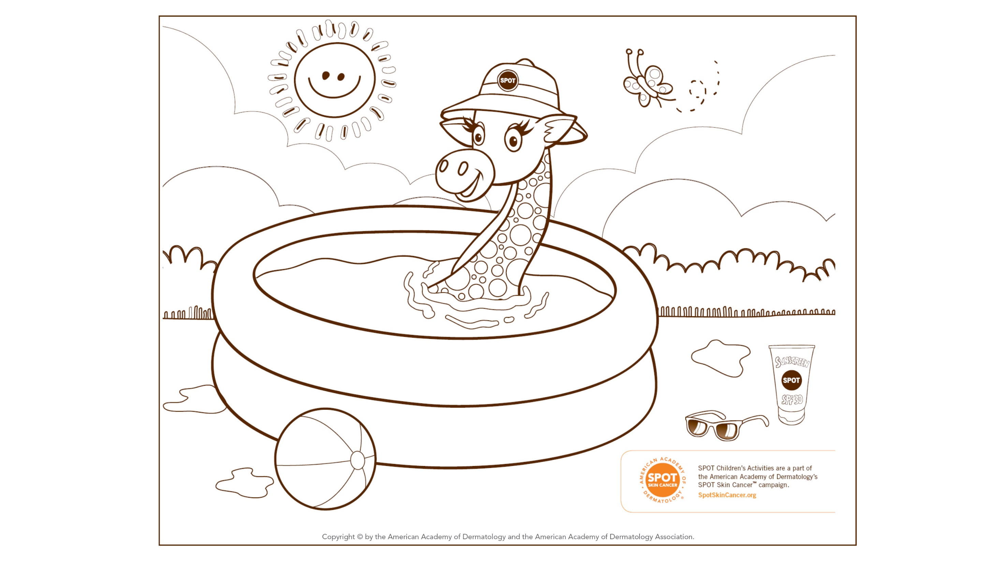 SPOT
SUNSCREEN
SPOT
SPF 30
AMERICAN ACADEMY OF DERMATOLOGY ®
SPOT
SKIN CANCER
SPOT Children's Activities are a part of
the American Academy of Dermatology's
SPOT Skin Cancer™ campaign.
SpotSkinCancer.org
Copyright © by the American Academy of Dermatology and the American Academy of Dermatology Association.